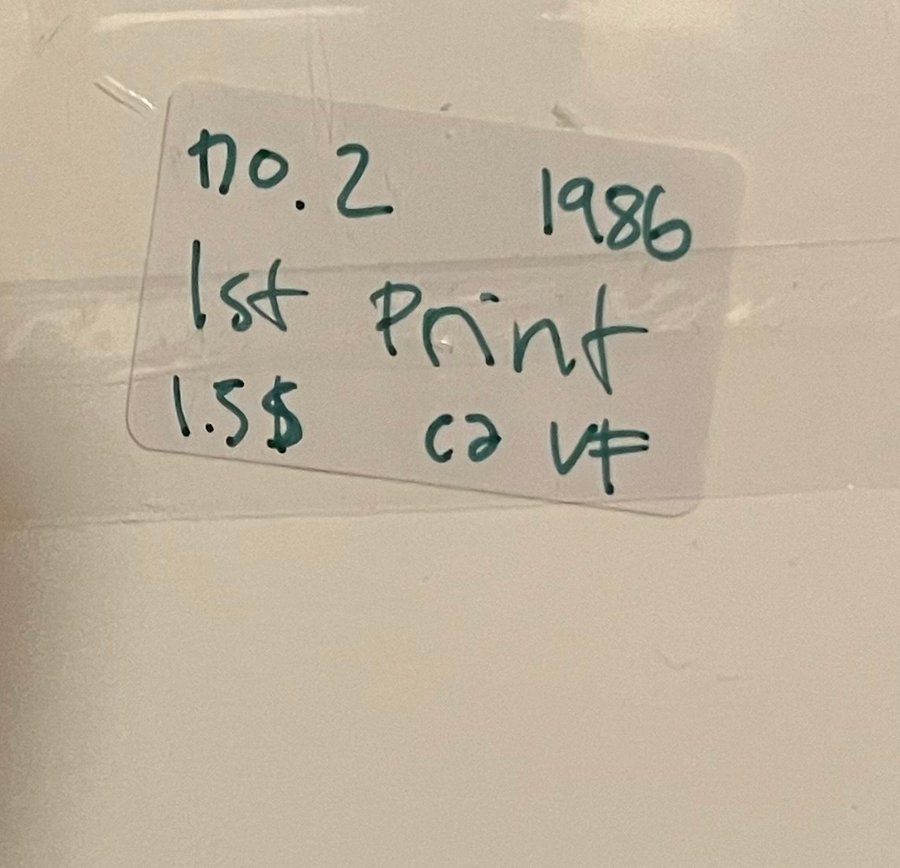 no. 2 1986
1st Print
1.5$ ca VF